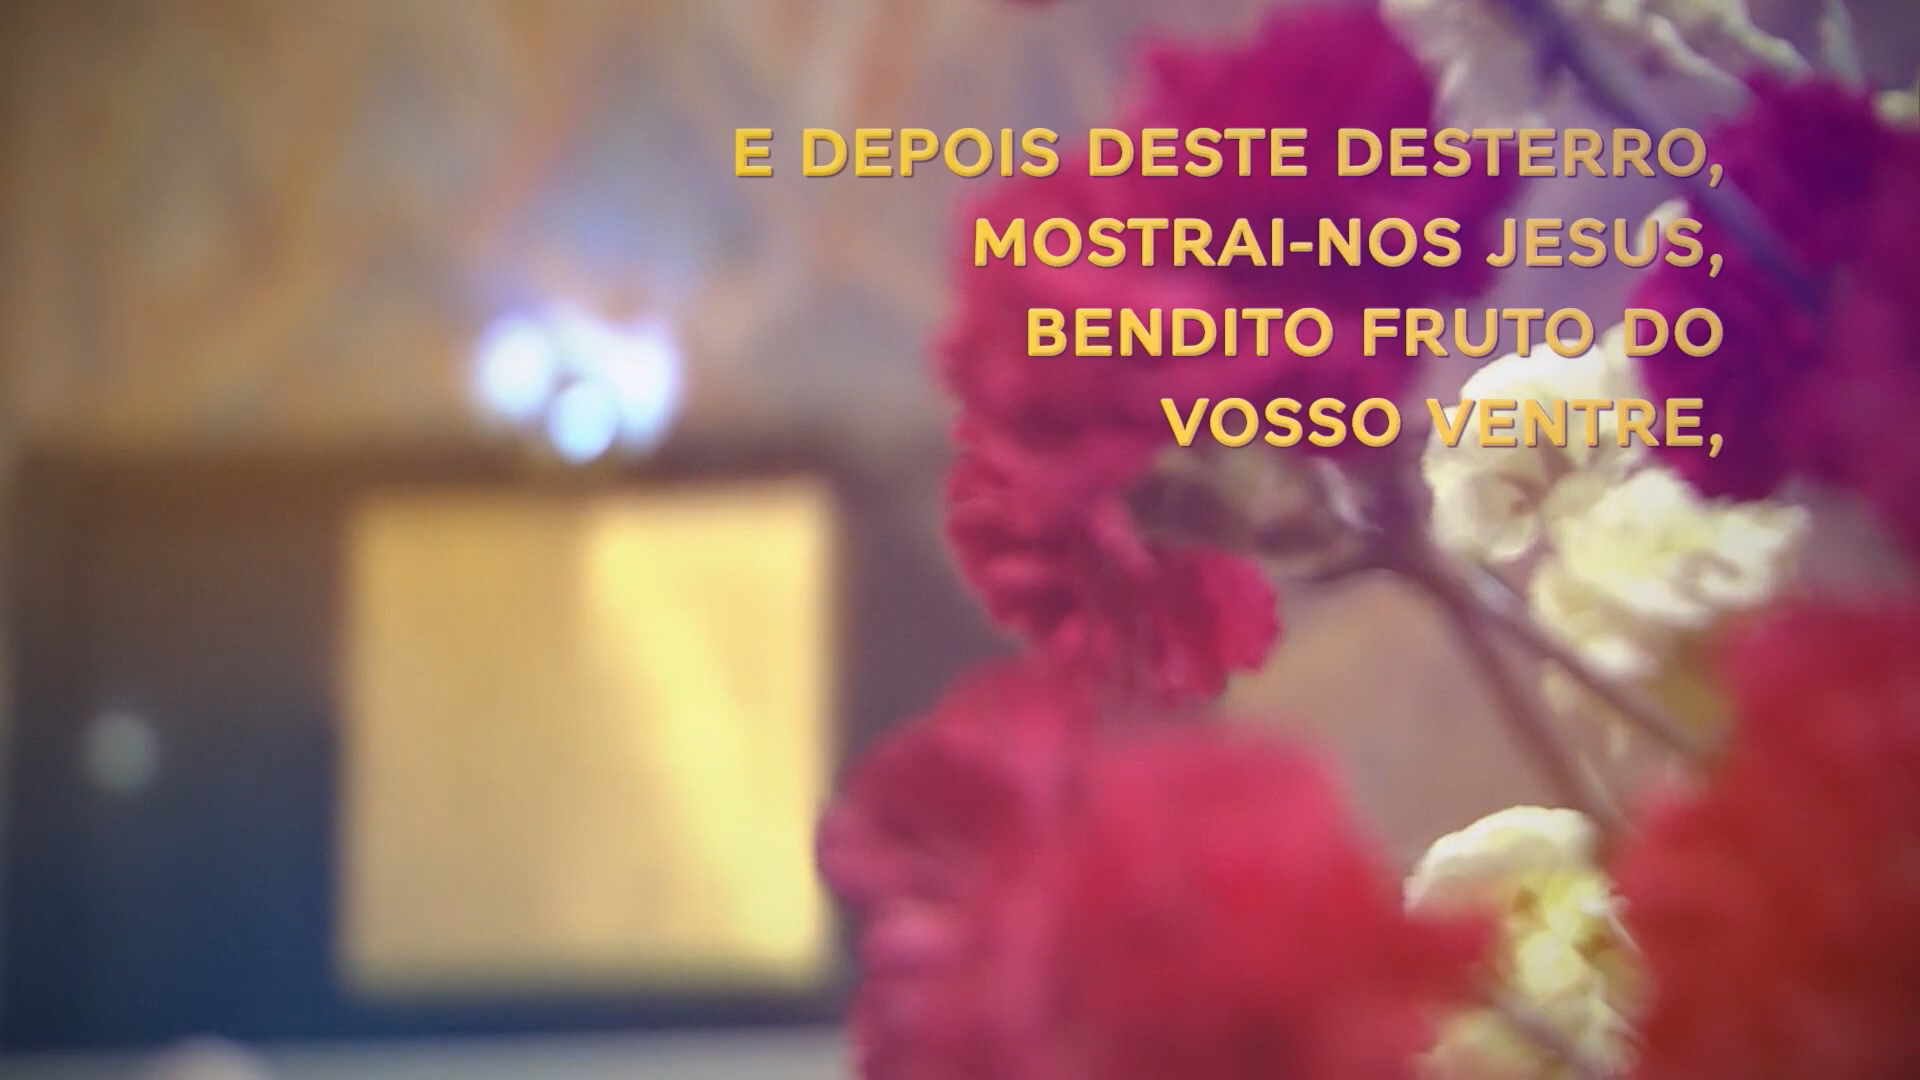 E DEPOIS DESTE DESTERRO,
MOSTRAI-NOS JESUS,
BENDITO FRUTO DO
VOSSO VENTRE,